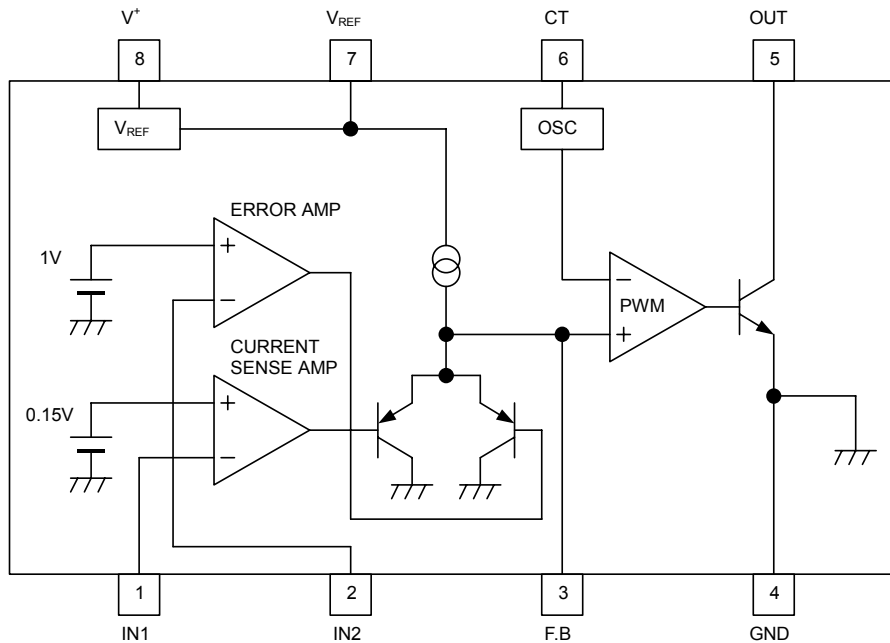 V+ VREF CT OUT
8 7 6 5
VREF OSC
ERROR AMP
+
1V
−
−
PWM
+
CURRENT
SENSE AMP
+
0.15V
−
1 2 3 4
IN1 IN2 F.B GND